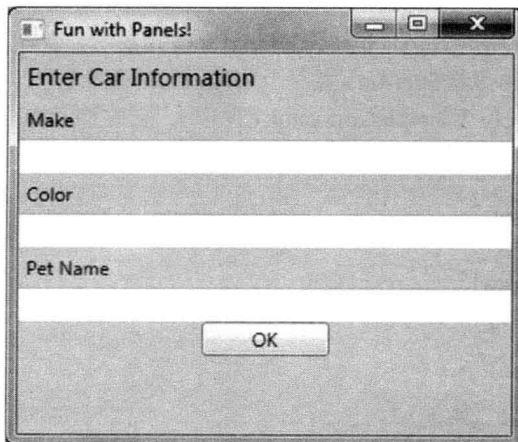 Fun with Panels!
Enter Car Information
Make
Color
Pet Name
OK